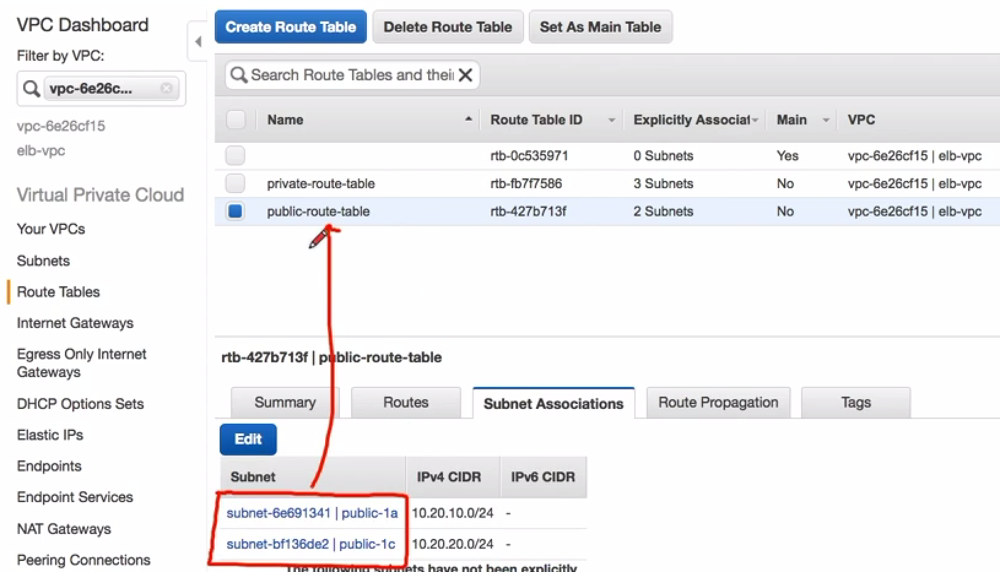 VPC Dashboard
Filter by VPC:
vpc-6e26c...
vpc-6e26cf15
elb-vpc
Virtual Private Cloud
Your VPCs
Subnets
Route Tables
Internet Gateways
Egress Only Internet
Gateways
DHCP Options Sets
Elastic IPs
Endpoints
Endpoint Services
NAT Gateways
Peering Connections
Create Route Table Delete Route Table Set As Main Table
Search Route Tables and their
Name Route Table ID Explicitly Associat Main VPC
rtb-0c535971 0 Subnets Yes vpc-6e26cf15 | elb-vpc
private-route-table rtb-fb7f7586 3 Subnets No vpc-6e26cf15 | elb-vpc
public-route-table rtb-427b713f 2 Subnets No vpc-6e26cf15 | elb-vpc
rtb-427b713f | public-route-table
Summary Routes Subnet Associations Route Propagation Tags
Edit
Subnet IPv4 CIDR IPv6 CIDR
subnet-6e691341 | public-1a 10.20.10.0/24 -
subnet-bf136de2 | public-1c 10.20.20.0/24 -
The following subnets have not been explicitly